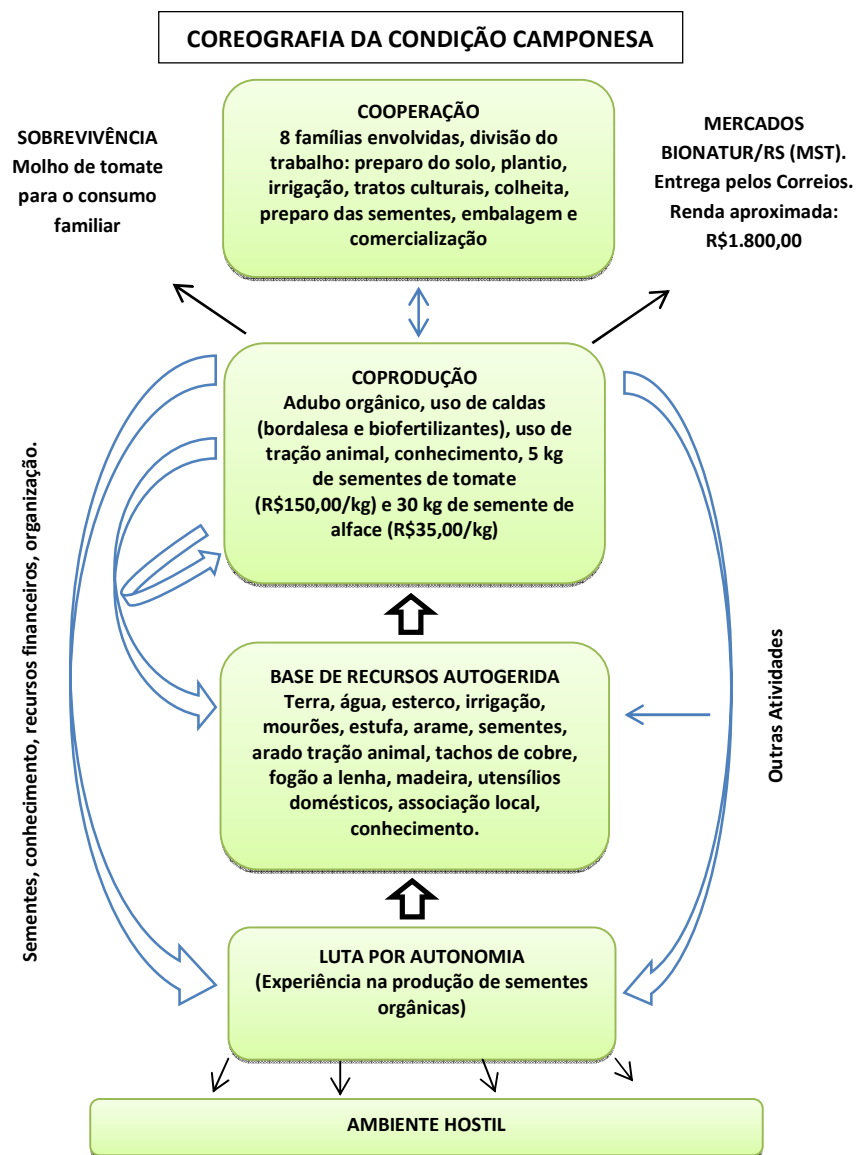 COREOGRAFIA DA CONDIÇÃO CAMPONESA
COOPERAÇÃO
8 famílias envolvidas, divisão do
trabalho: preparo do solo, plantio,
irrigação, tratos culturais, colheita,
preparo das sementes, embalagem e
comercialização
SOBREVIVÊNCIA
Molho de tomate
para o consumo
familiar
MERCADOS
BIONATUR/RS (MST).
Entrega pelos Correios.
Renda aproximada:
R$1.800,00
COPRODUÇÃO
Adubo orgânico, uso de caldas
(bordalesa e biofertilizantes), uso de
tração animal, conhecimento, 5 kg
de sementes de tomate
(R$150,00/kg) e 30 kg de semente de
alface (R$35,00/kg)
Sementes, conhecimento, recursos financeiros, organização.
BASE DE RECURSOS AUTOGERIDA
Terra, água, esterco, irrigação,
mourões, estufa, arame, sementes,
arado tração animal, tachos de cobre,
fogão a lenha, madeira, utensílios
domésticos, associação local,
conhecimento.
Outras Atividades
LUTA POR AUTONOMIA
(Experiência na produção de sementes
orgânicas)
AMBIENTE HOSTIL